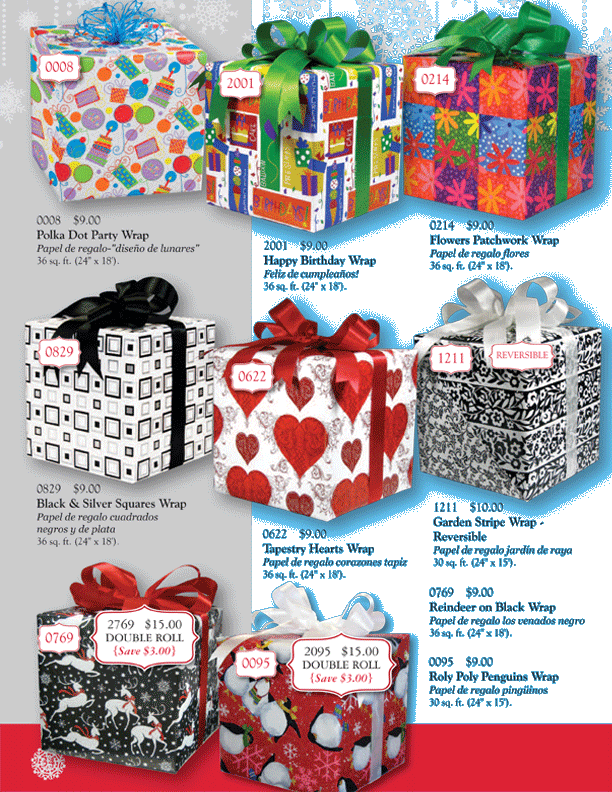 0008
2001
0214
0008 $9.00
Polka Dot Party Wrap
Papel de regalo-"diseño de lunares"
36 sq. ft. (24" x 18').
2001 $9.00
Happy Birthday Wrap
Feliz de cumpleaños!
36 sq. ft. (24" x 18').
0214 $9.00
Flowers Patchwork Wrap
Papel de regalo flores
36 sq. ft. (24" x 18').
0829
0622
1211
REVERSIBLE
0829 $9.00
Black & Silver Squares Wrap
Papel de regalo cuadrados
negros y de plata
36 sq. ft. (24" x 18').
0622 $9.00
Tapestry Hearts Wrap
Papel de regalo corazones tapiz
36 sq. ft. (24" x 18').
1211 $10.00
Garden Stripe Wrap -
Reversible
Papel de regalo jardín de raya
30 sq. ft. (24" x 15').
0769 $9.00
Reindeer on Black Wrap
Papel de regalo los venados negro
36 sq. ft. (24" x 18').
0095 $9.00
Roly Poly Penguins Wrap
Papel de regalo pingüinos
30 sq. ft. (24" x 15').
0769
2769 $15.00
DOUBLE ROLL
{Save $3.00}
0095
2095 $15.00
DOUBLE ROLL
{Save $3.00}